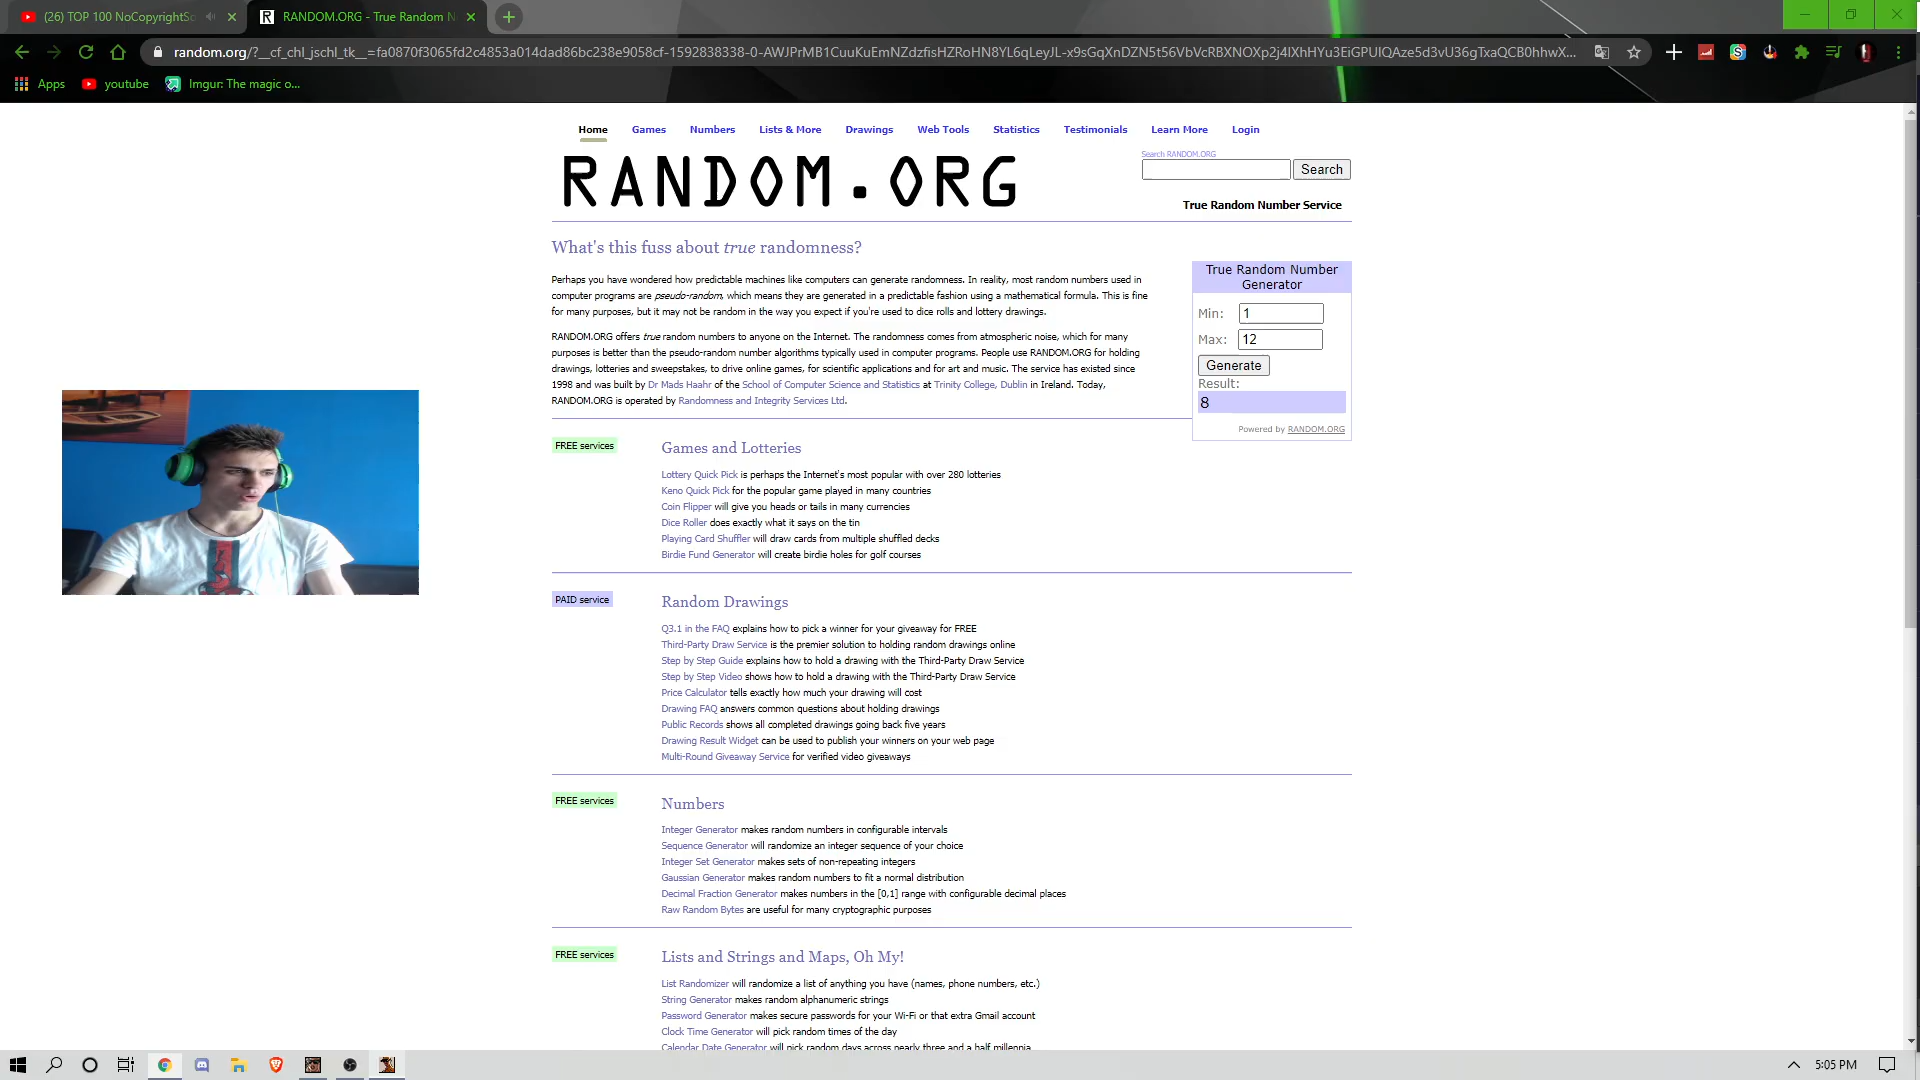 (26) TOP 100 NoCopyrightSo
RANDOM.ORG - True Random N
random.org/?__cf_chl_jschl_tk__=fa0870f3065fd2c4853a014dad86bc238e9058cf-1592838338-0-AWJPrMB1CuuKuEmNZdzfisHZRoHN8YL6qLeyJL-x9sGqXnDZN5t56VbVcRBXNOXp2j4lXhHYu3EiGPUIQAze5d3vU36gTxaQCB0hhwX...
Apps
youtube
Imgur: The magic o...
Home Games Numbers Lists & More Drawings Web Tools Statistics Testimonials Learn More Login
RANDOM.ORG
Search RANDOM.ORG
Search
True Random Number Service
What's this fuss about true randomness?
Perhaps you have wondered how predictable machines like computers can generate randomness. In reality, most random numbers used in
computer programs are pseudo-random, which means they are generated in a predictable fashion using a mathematical formula. This is fine
for many purposes, but it may not be random in the way you expect if you're used to dice rolls and lottery drawings.
RANDOM.ORG offers true random numbers to anyone on the Internet. The randomness comes from atmospheric noise, which for many
purposes is better than the pseudo-random number algorithms typically used in computer programs. People use RANDOM.ORG for holding
drawings, lotteries and sweepstakes, to drive online games, for scientific applications and for art and music. The service has existed since
1998 and was built by Dr Mads Haahr of the School of Computer Science and Statistics at Trinity College, Dublin in Ireland. Today,
RANDOM.ORG is operated by Randomness and Integrity Services Ltd.
True Random Number
Generator
Min: 1
Max: 12
Generate
Result:
8
Powered by RANDOM.ORG
FREE services
Games and Lotteries
Lottery Quick Pick is perhaps the Internet's most popular with over 280 lotteries
Keno Quick Pick for the popular game played in many countries
Coin Flipper will give you heads or tails in many currencies
Dice Roller does exactly what it says on the tin
Playing Card Shuffler will draw cards from multiple shuffled decks
Birdie Fund Generator will create birdie holes for golf courses
PAID service
Random Drawings
Q3.1 in the FAQ explains how to pick a winner for your giveaway for FREE
Third-Party Draw Service is the premier solution to holding random drawings online
Step by Step Guide explains how to hold a drawing with the Third-Party Draw Service
Step by Step Video shows how to hold a drawing with the Third-Party Draw Service
Price Calculator tells exactly how much your drawing will cost
Drawing FAQ answers common questions about holding drawings
Public Records shows all completed drawings going back five years
Drawing Result Widget can be used to publish your winners on your web page
Multi-Round Giveaway Service for verified video giveaways
FREE services
Numbers
Integer Generator makes random numbers in configurable intervals
Sequence Generator will randomize an integer sequence of your choice
Integer Set Generator makes sets of non-repeating integers
Gaussian Generator makes random numbers to fit a normal distribution
Decimal Fraction Generator makes numbers in the [0,1] range with configurable decimal places
Raw Random Bytes are useful for many cryptographic purposes
FREE services
Lists and Strings and Maps, Oh My!
List Randomizer will randomize a list of anything you have (names, phone numbers, etc.)
String Generator makes random alphanumeric strings
Password Generator makes secure passwords for your Wi-Fi or that extra Gmail account
Clock Time Generator will pick random times of the day
Calendar Date Generator will pick random days across nearly three and a half millennia
5:05 PM